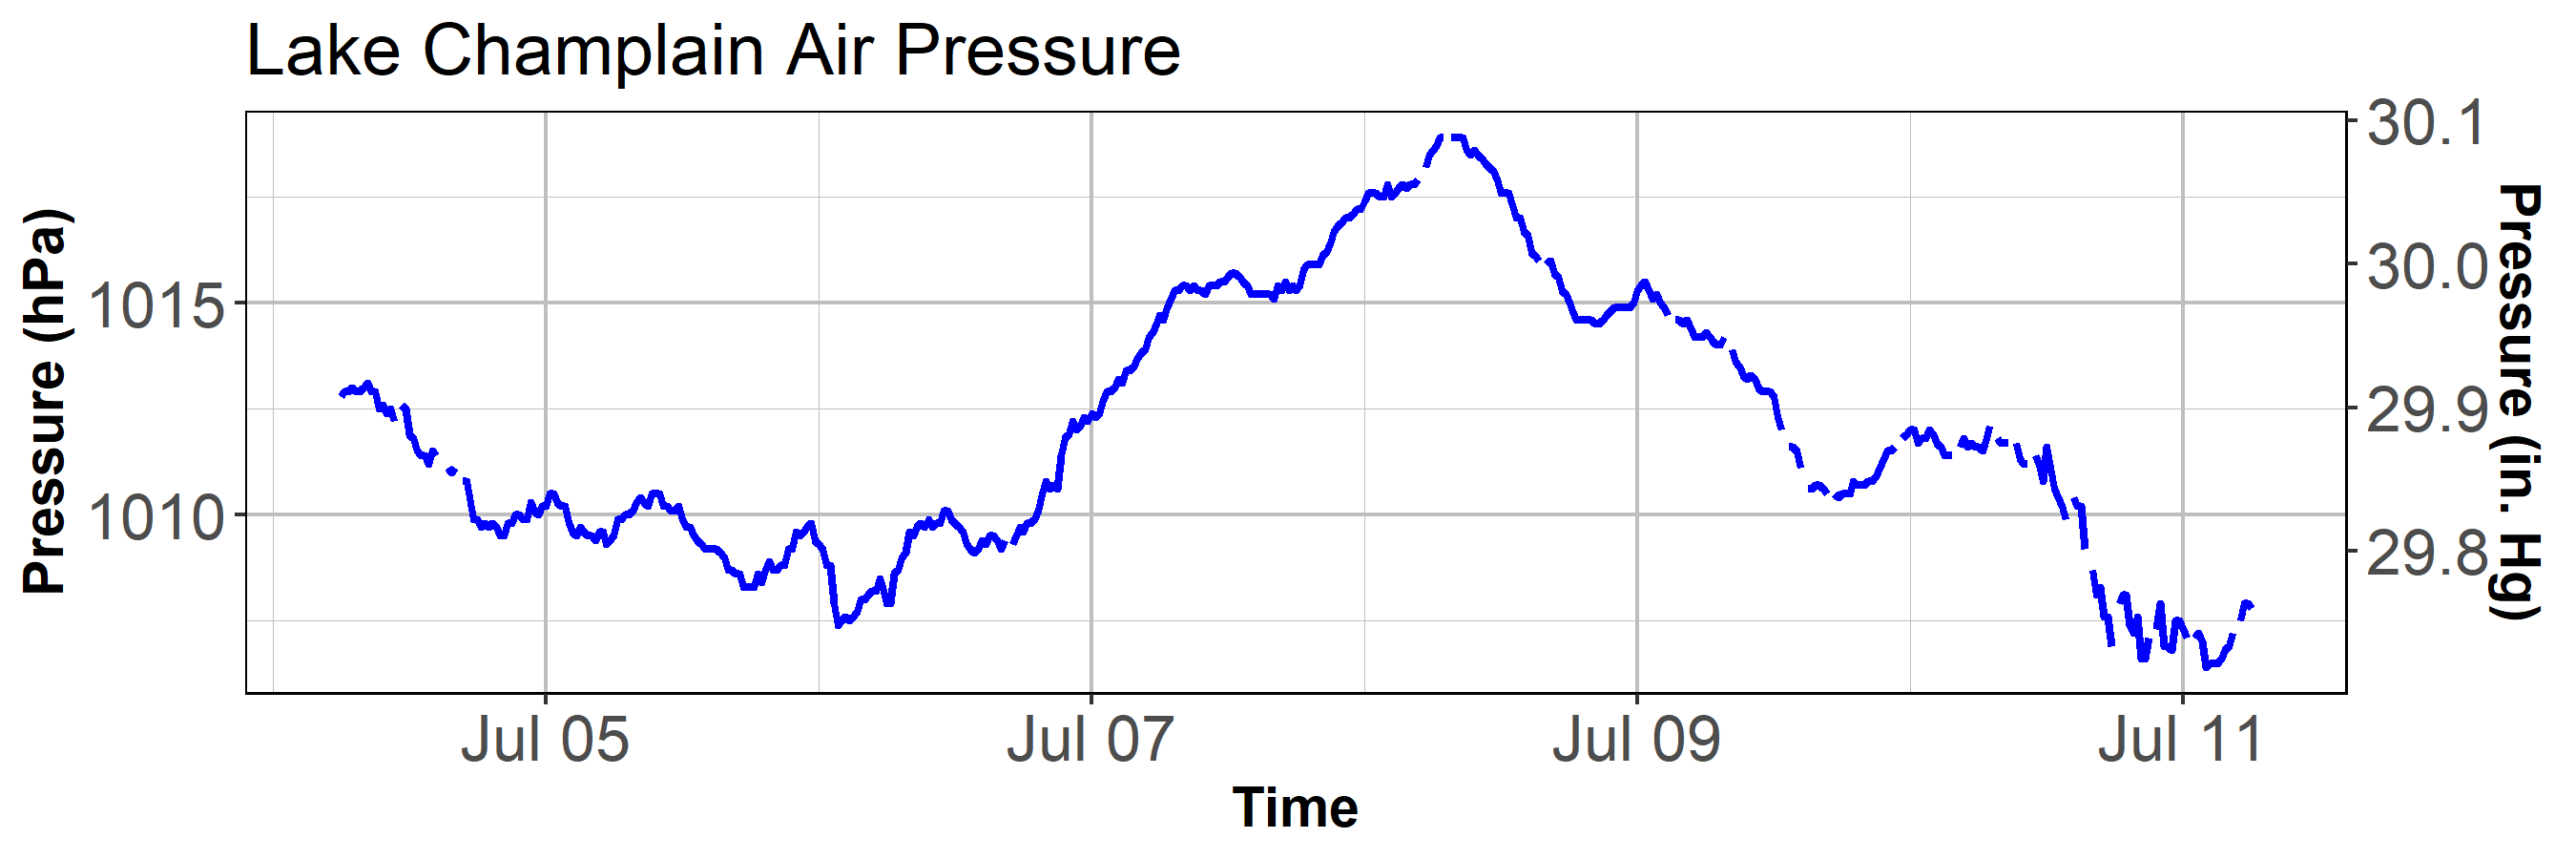 Lake Champlain Air Pressure
Pressure (hPa)
1015
1010
30.1
30.0
29.9
29.8
Pressure (in. Hg)
Jul 05
Jul 07
Jul 09
Jul 11
Time